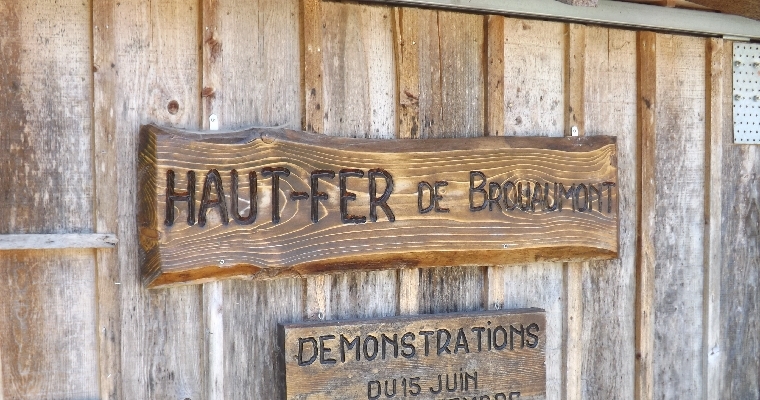 HAUT-FER DE BROUAUMONT
DEMONSTRATIONS
DU 15 JUIN